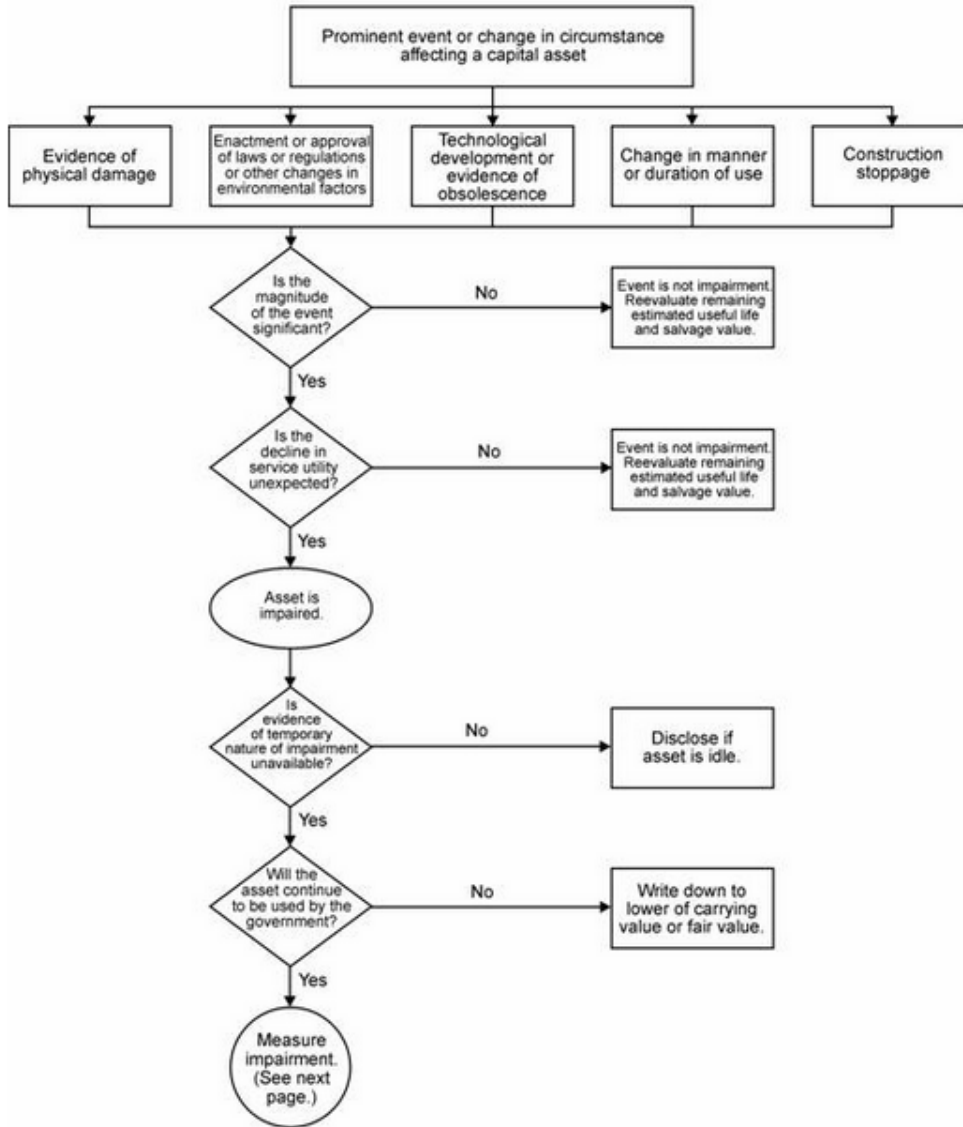 Prominent event or change in circumstance
affecting a capital asset
Evidence of
physical damage
Enactment or approval
of laws or regulations
or other changes in
environmental factors
Technological
development or
evidence of
obsolescence
Change in manner
or duration of use
Construction
stoppage
Is the
magnitude
of the event
significant?
No
Event is not impairment.
Reevaluate remaining
estimated useful life
and salvage value.
Yes
Is the
decline in
service utility
unexpected?
No
Event is not impairment.
Reevaluate remaining
estimated useful life
and salvage value.
Yes
Asset is
impaired.
Is
evidence
of temporary
nature of impairment
unavailable?
No
Disclose if
asset is idle.
Yes
Will the
asset continue
to be used by the
government?
No
Write down to
lower of carrying
value or fair value.
Yes
Measure
impairment.
(See next
page.)